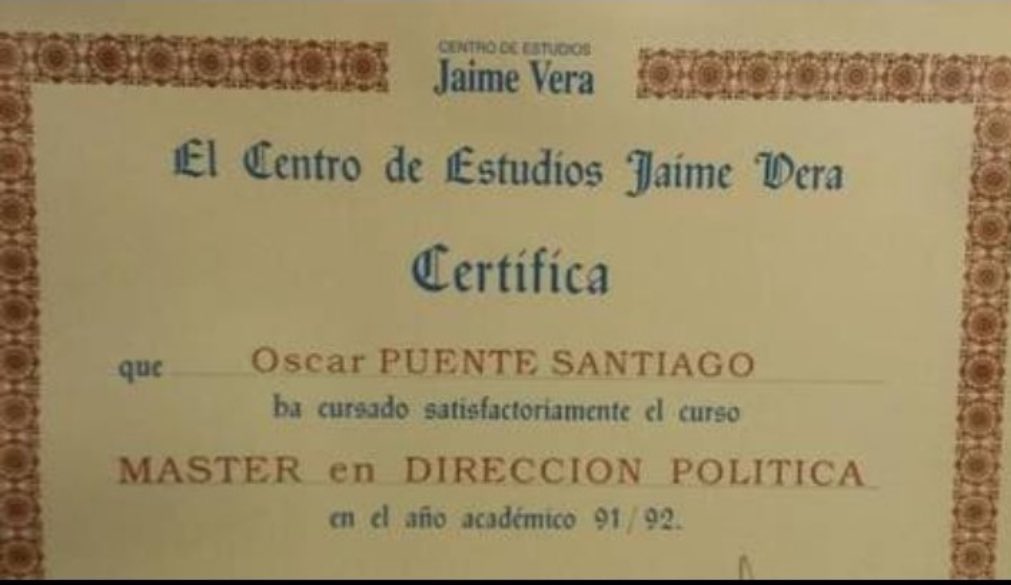 CENTRO DE ESTUDIOS
Jaime Vera
El Centro de Estudios Jaime Vera
Certifica
que Oscar PUENTE SANTIAGO
ha cursado satisfactoriamente el curso
MASTER en DIRECCION POLITICA
en el año académico 91/92.